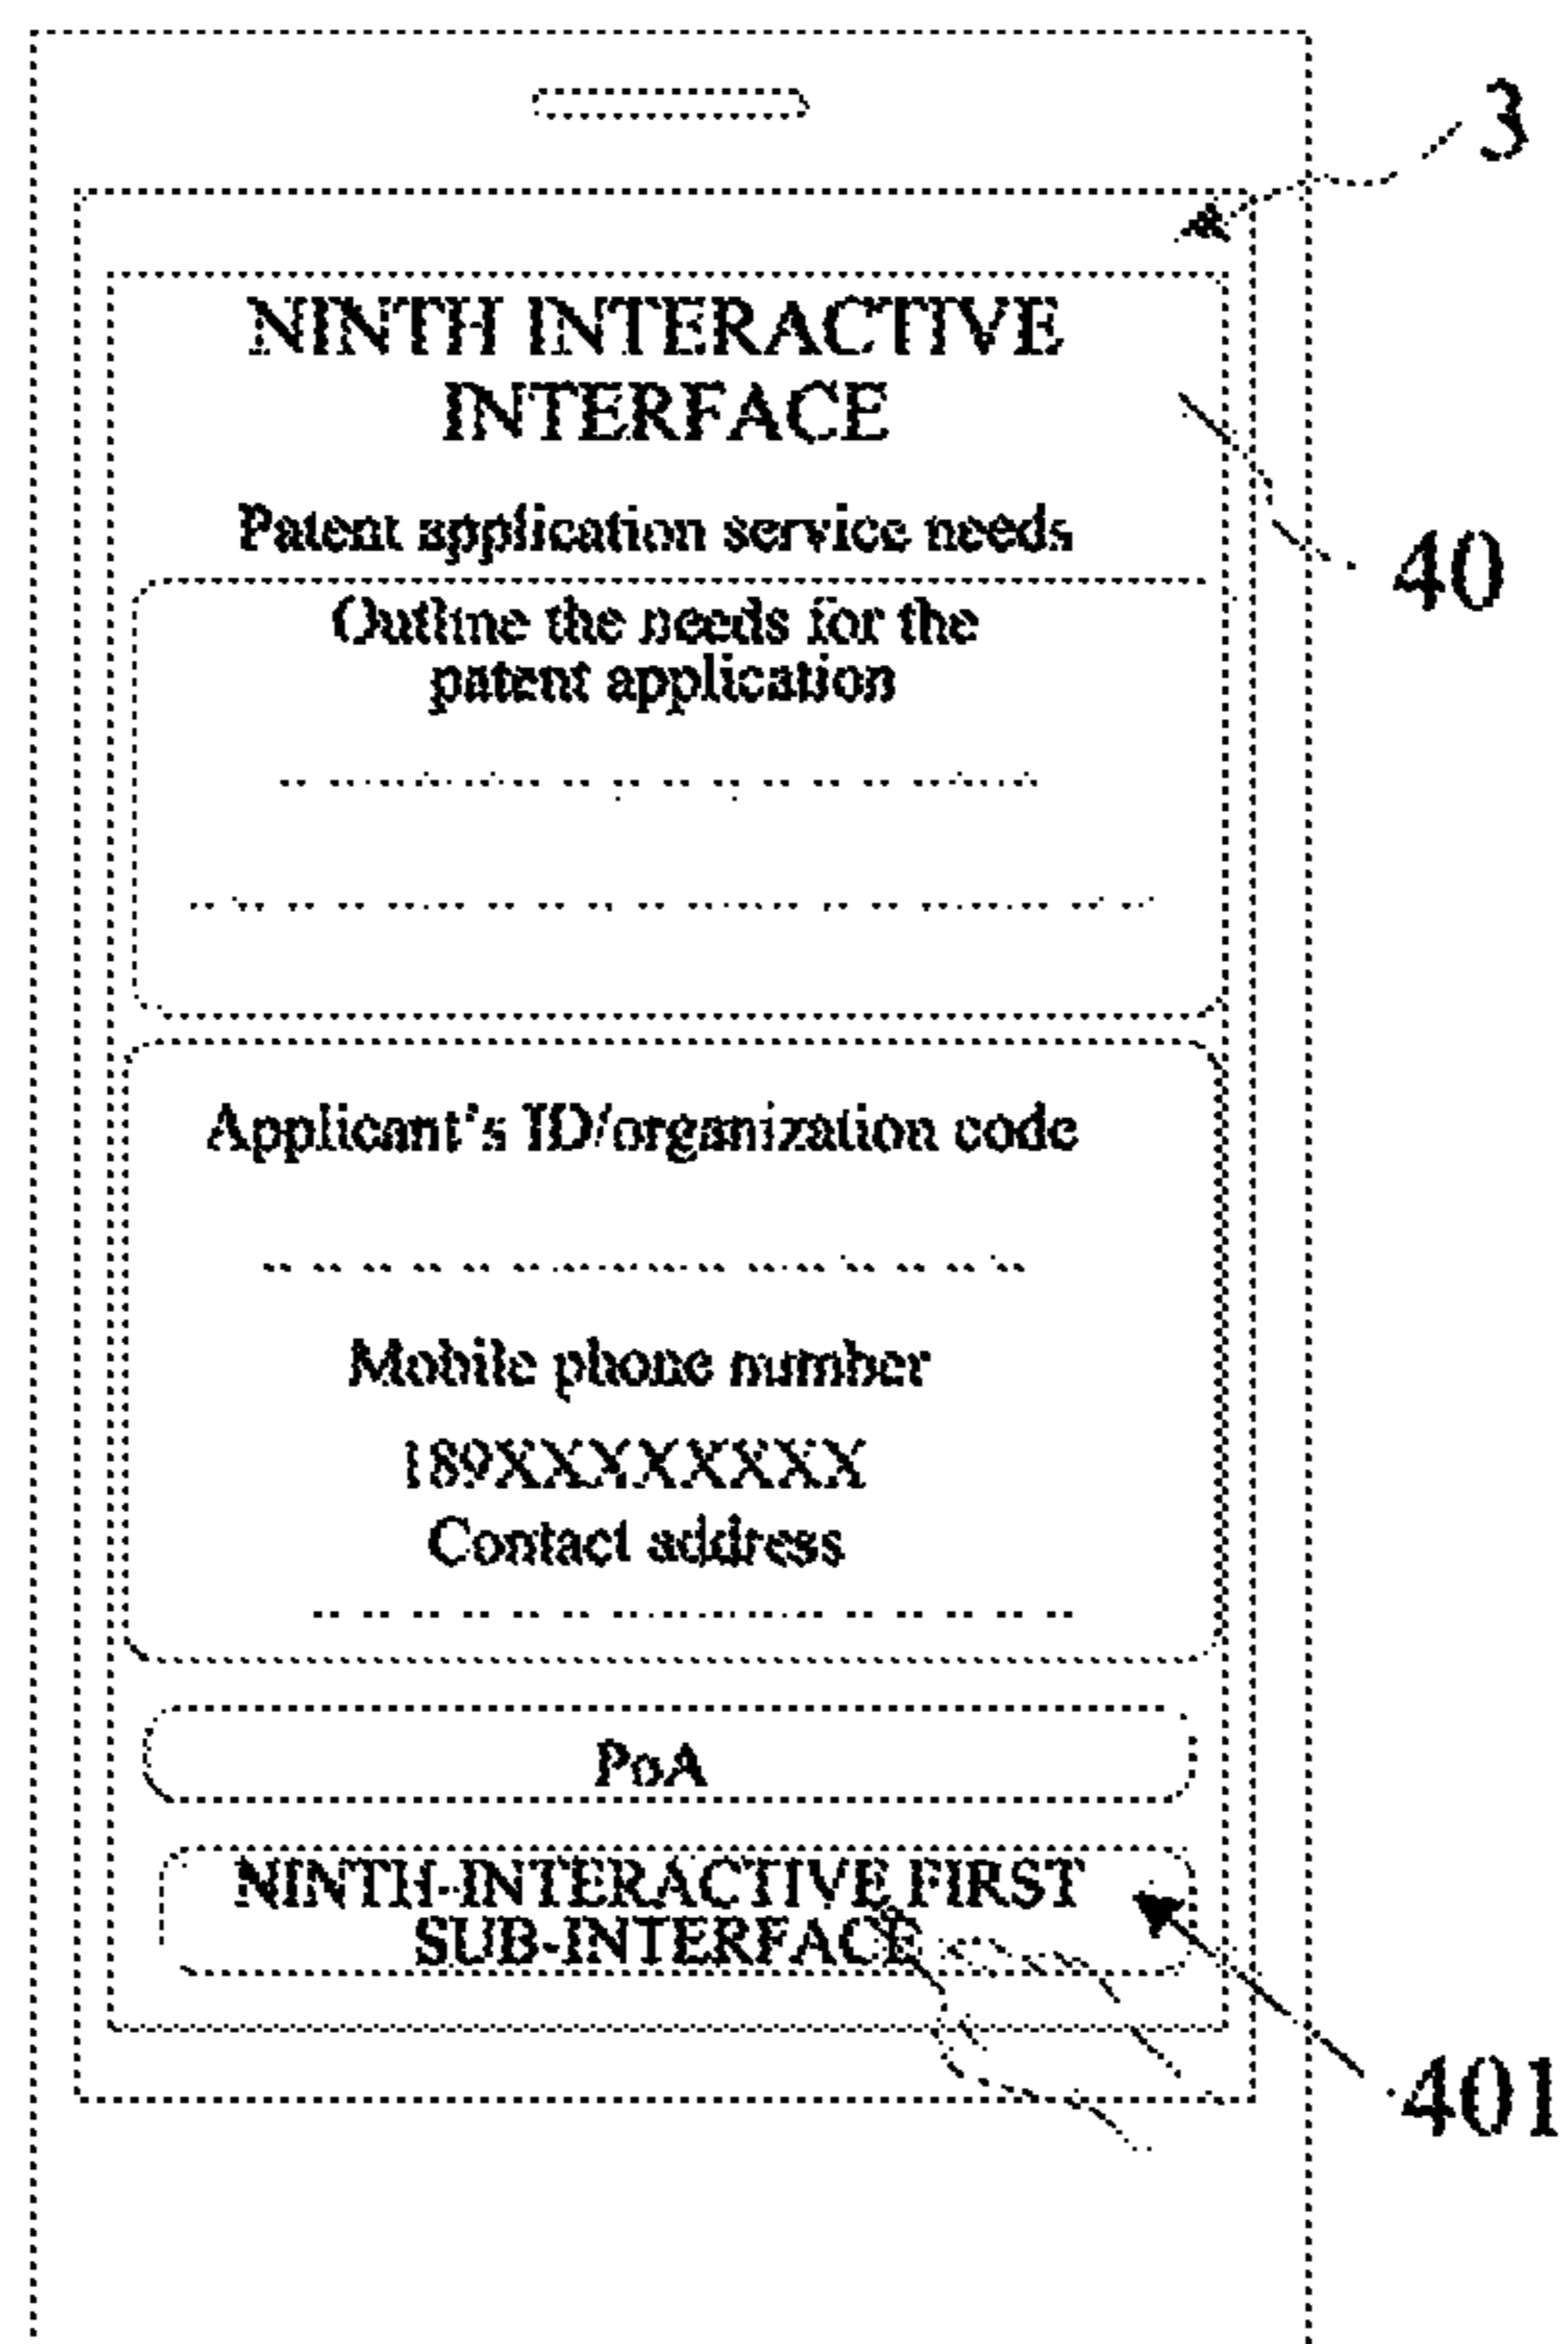 3
NINTH INTERACTIVE
INTERFACE
40
Patent application service needs
Outline the needs for the
patent application
Applicant's ID/organization code
Mobile phone number
189XXXXXXXX
Contact address
PoA
NINTH-INTERACTIVE FIRST
SUB-INTERFACE
401